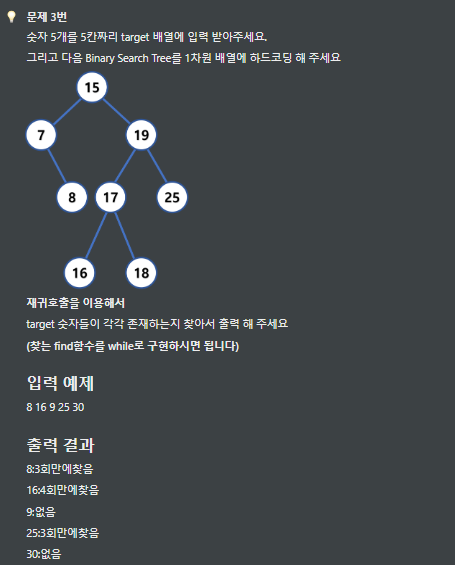 문제 3번
숫자 5개를 5칸짜리 target 배열에 입력 받아주세요.
그리고 다음 Binary Search Tree를 1차원 배열에 하드코딩 해 주세요
15
7 19
8 17 25
16 18
재귀호출을 이용해서
target 숫자들이 각각 존재하는지 찾아서 출력 해 주세요
(찾는 find함수를 while로 구현하시면 됩니다)
입력 예제
8 16 9 25 30
출력 결과
8:3회만에찾음
16:4회만에찾음
9:없음
25:3회만에찾음
30:없음